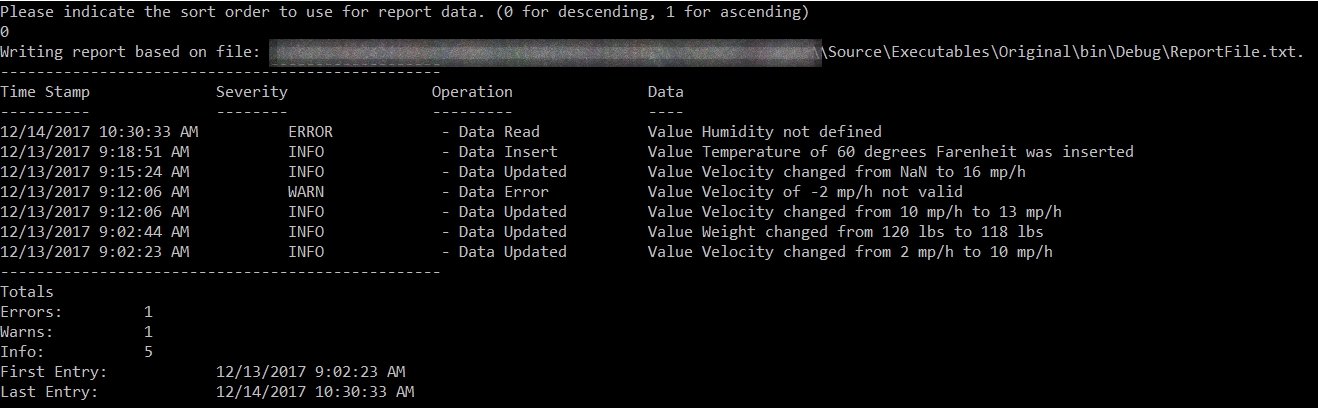 Please indicate the sort order to use for report data. (0 for descending, 1 for ascending)
0
Writing report based on file: \Source\Executables\Original\bin\Debug\ReportFile.txt.
-------------------------------------------------
Time Stamp Severity Operation Data
---------- -------- --------- ----
12/14/2017 10:30:33 AM ERROR - Data Read Value Humidity not defined
12/13/2017 9:18:51 AM INFO - Data Insert Value Temperature of 60 degrees Farenheit was inserted
12/13/2017 9:15:24 AM INFO - Data Updated Value Velocity changed from NaN to 16 mp/h
12/13/2017 9:12:06 AM WARN - Data Error Value Velocity of -2 mp/h not valid
12/13/2017 9:12:06 AM INFO - Data Updated Value Velocity changed from 10 mp/h to 13 mp/h
12/13/2017 9:02:44 AM INFO - Data Updated Value Weight changed from 120 lbs to 118 lbs
12/13/2017 9:02:23 AM INFO - Data Updated Value Velocity changed from 2 mp/h to 10 mp/h
-------------------------------------------------
Totals
Errors: 1
Warns: 1
Info: 5
First Entry: 12/13/2017 9:02:23 AM
Last Entry: 12/14/2017 10:30:33 AM